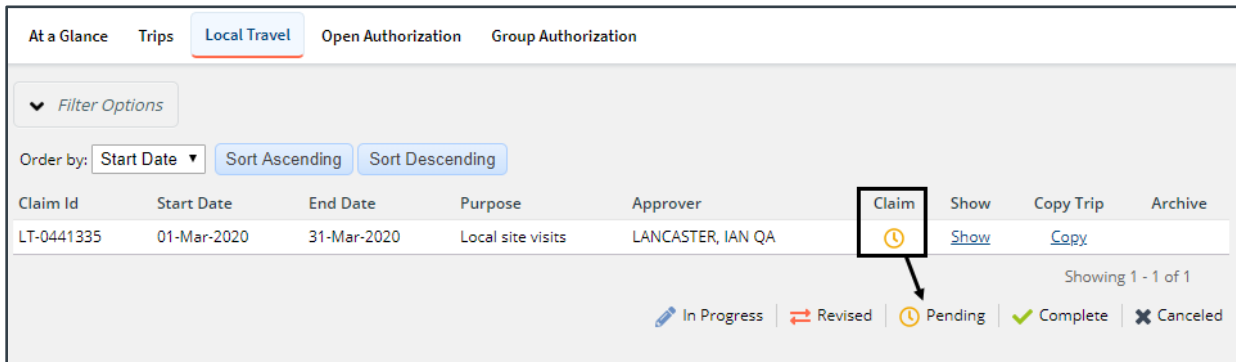 At a Glance Trips Local Travel Open Authorization Group Authorization
Filter Options
Order by: Start Date Sort Ascending Sort Descending
Claim Id Start Date End Date Purpose Approver Claim Show Copy Trip Archive
LT-0441335 01-Mar-2020 31-Mar-2020 Local site visits LANCASTER, IAN QA Show Copy
Showing 1 - 1 of 1
In Progress Revised Pending Complete Canceled